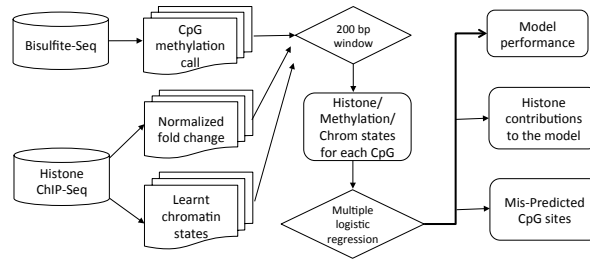 Bisulfite-Seq
CpG
methylation
call
200 bp
window
Model
performance
Normalized
fold change
Histone/
Methylation/
Chrom states
for each CpG
Histone
contributions
to the model
Histone
ChIP-Seq
Learnt
chromatin
states
Multiple
logistic
regression
Mis-Predicted
CpG sites